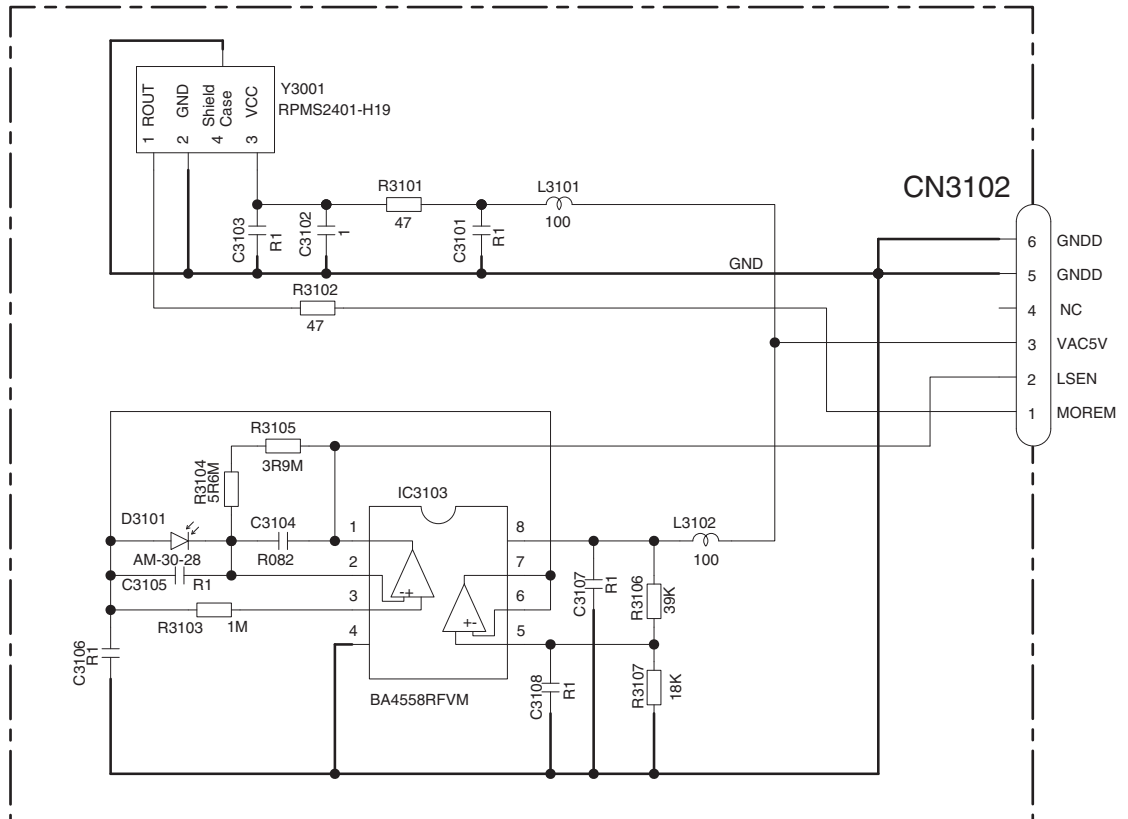 Y3001
RPMS2401-H19
1 ROUT
2 GND
4 Shield
Case
3 VCC
R3101
47
L3101
100
C3103
R1
C3102
1
C3101
R1
GND
R3102
47
CN3102
6 GNDD
5 GNDD
4 NC
3 VAC5V
2 LSEN
1 MOREM
R3105
3R9M
R3104
5R6M
D3101
AM-30-28
C3104
R082
C3105 R1
R3103 1M
C3106
R1
IC3103
1
2
3
4
8
7
6
5
-+
+-
BA4558RFVM
L3102
100
C3107
R1
R3106
39K
C3108
R1
R3107
18K